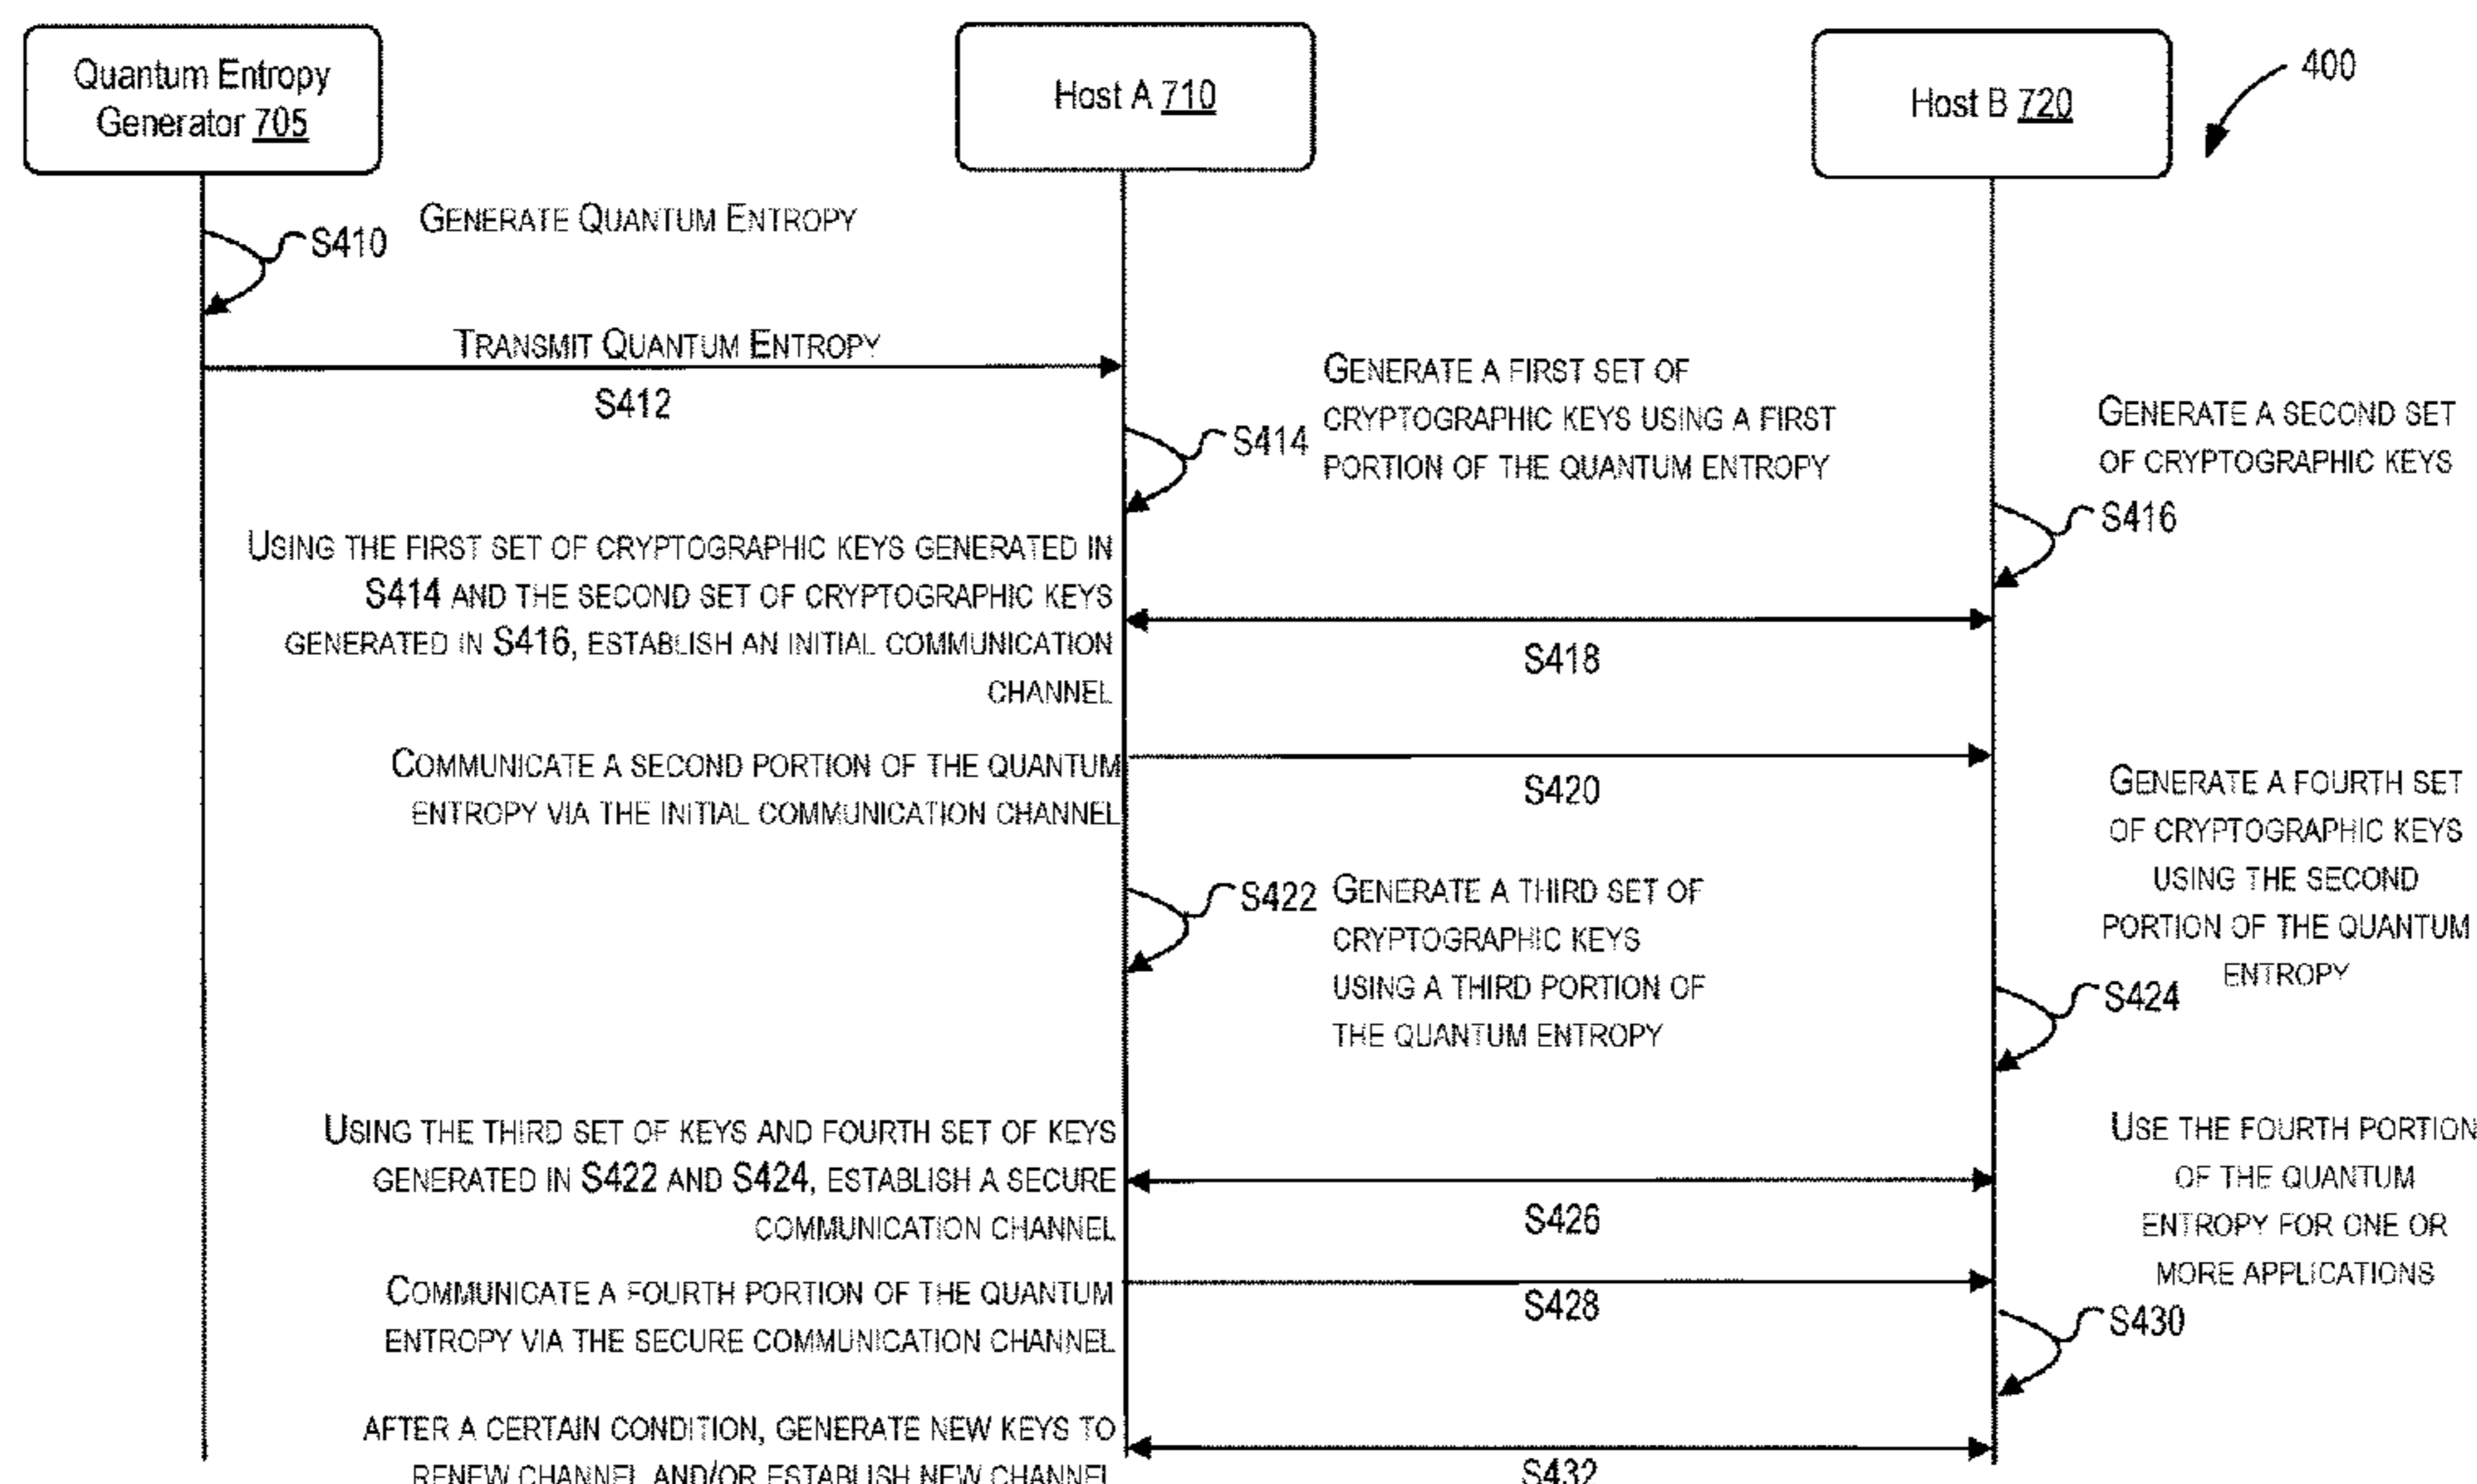 Quantum Entropy
Generator 705
Host A 710
Host B 720
400
GENERATE QUANTUM ENTROPY
S410
TRANSMIT QUANTUM ENTROPY
S412
GENERATE A FIRST SET OF
CRYPTOGRAPHIC KEYS USING A FIRST
PORTION OF THE QUANTUM ENTROPY
S414
GENERATE A SECOND SET
OF CRYPTOGRAPHIC KEYS
S416
USING THE FIRST SET OF CRYPTOGRAPHIC KEYS GENERATED IN
S414 AND THE SECOND SET OF CRYPTOGRAPHIC KEYS
GENERATED IN S416, ESTABLISH AN INITIAL COMMUNICATION
CHANNEL
S418
COMMUNICATE A SECOND PORTION OF THE QUANTUM
ENTROPY VIA THE INITIAL COMMUNICATION CHANNEL
S420
GENERATE A FOURTH SET
OF CRYPTOGRAPHIC KEYS
USING THE SECOND
PORTION OF THE QUANTUM
ENTROPY
S424
S422
GENERATE A THIRD SET OF
CRYPTOGRAPHIC KEYS
USING A THIRD PORTION OF
THE QUANTUM ENTROPY
USING THE THIRD SET OF KEYS AND FOURTH SET OF KEYS
GENERATED IN S422 AND S424, ESTABLISH A SECURE
COMMUNICATION CHANNEL
S426
USE THE FOURTH PORTION
OF THE QUANTUM
ENTROPY FOR ONE OR
MORE APPLICATIONS
S430
COMMUNICATE A FOURTH PORTION OF THE QUANTUM
ENTROPY VIA THE SECURE COMMUNICATION CHANNEL
S428
AFTER A CERTAIN CONDITION, GENERATE NEW KEYS TO
RENEW CHANNEL AND/OR ESTABLISH NEW CHANNEL
S432